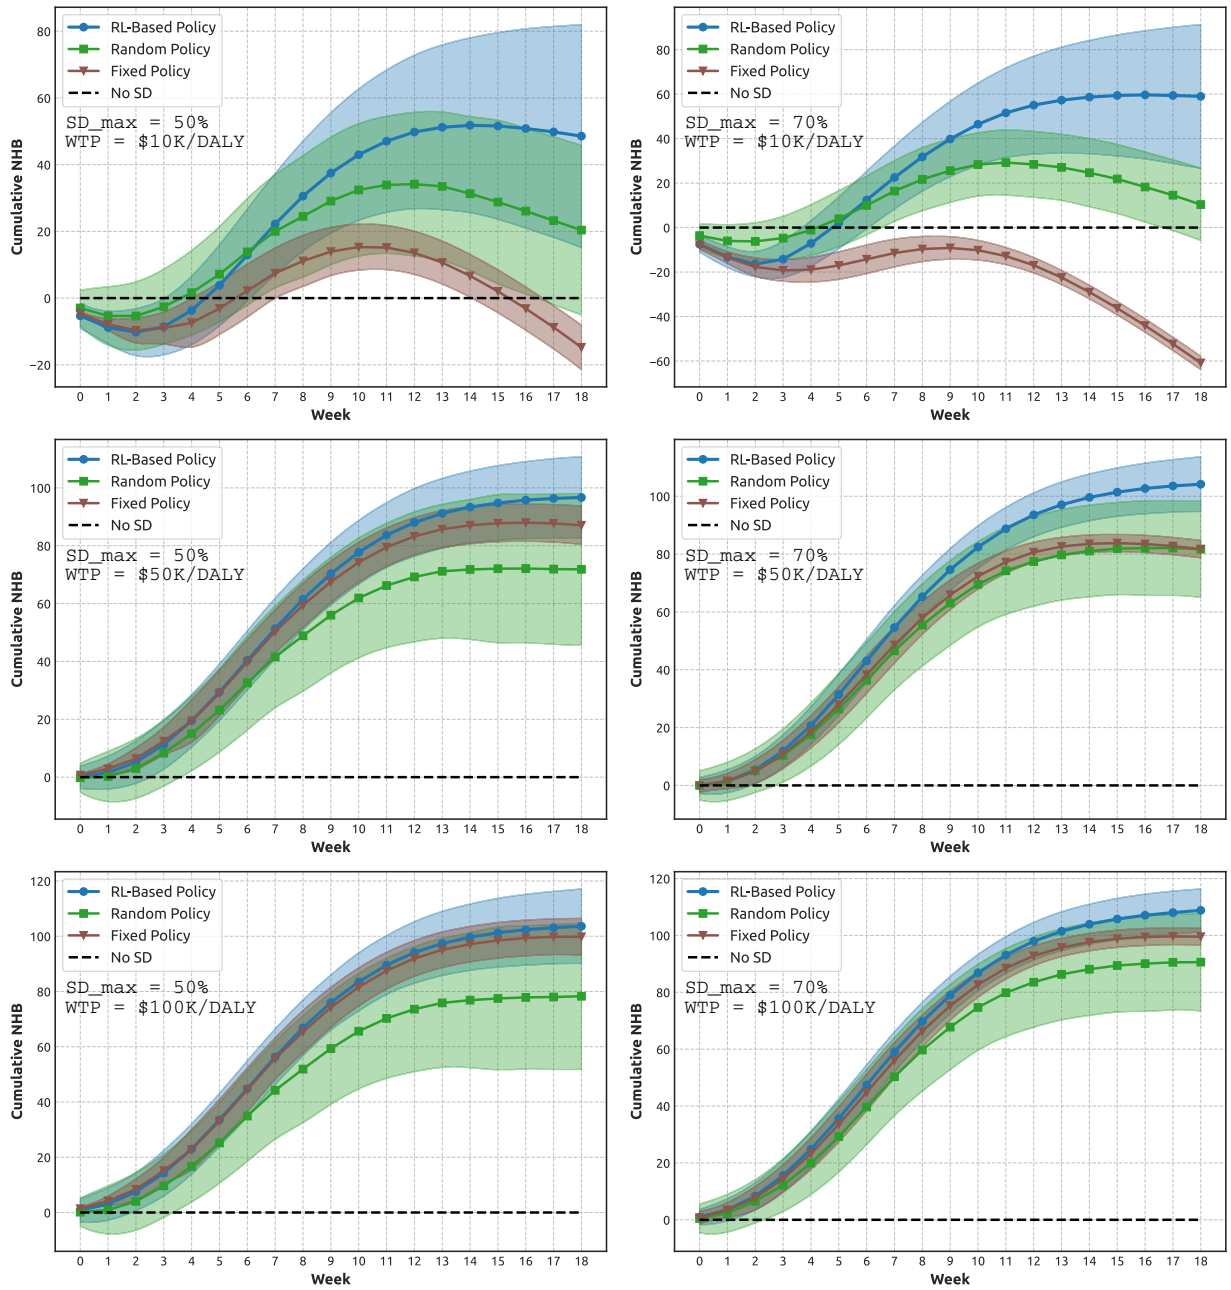 RL-Based Policy
Random Policy
Fixed Policy
No SD
SD_max = 50%
WTP = $10K/DALY
Cumulative NHB
80
60
40
20
0
−20
0 1 2 3 4 5 6 7 8 9 10 11 12 13 14 15 16 17 18
Week
RL-Based Policy
Random Policy
Fixed Policy
No SD
SD_max = 70%
WTP = $10K/DALY
Cumulative NHB
80
60
40
20
0
−20
−40
−60
0 1 2 3 4 5 6 7 8 9 10 11 12 13 14 15 16 17 18
Week
RL-Based Policy
Random Policy
Fixed Policy
No SD
SD_max = 50%
WTP = $50K/DALY
Cumulative NHB
100
80
60
40
20
0
0 1 2 3 4 5 6 7 8 9 10 11 12 13 14 15 16 17 18
Week
RL-Based Policy
Random Policy
Fixed Policy
No SD
SD_max = 70%
WTP = $50K/DALY
Cumulative NHB
100
80
60
40
20
0
0 1 2 3 4 5 6 7 8 9 10 11 12 13 14 15 16 17 18
Week
RL-Based Policy
Random Policy
Fixed Policy
No SD
SD_max = 50%
WTP = $100K/DALY
Cumulative NHB
120
100
80
60
40
20
0
0 1 2 3 4 5 6 7 8 9 10 11 12 13 14 15 16 17 18
Week
RL-Based Policy
Random Policy
Fixed Policy
No SD
SD_max = 70%
WTP = $100K/DALY
Cumulative NHB
120
100
80
60
40
20
0
0 1 2 3 4 5 6 7 8 9 10 11 12 13 14 15 16 17 18
Week